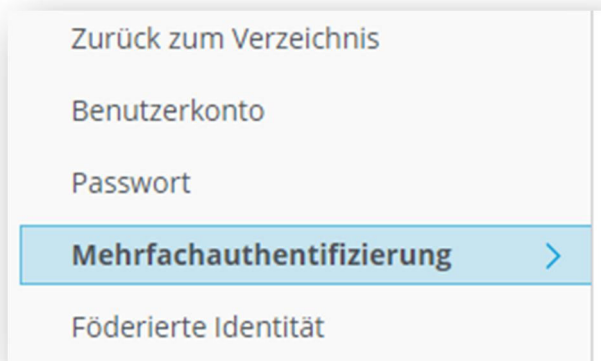 Zurück zum Verzeichnis
Benutzerkonto
Passwort
Mehrfachauthentifizierung
Föderierte Identität